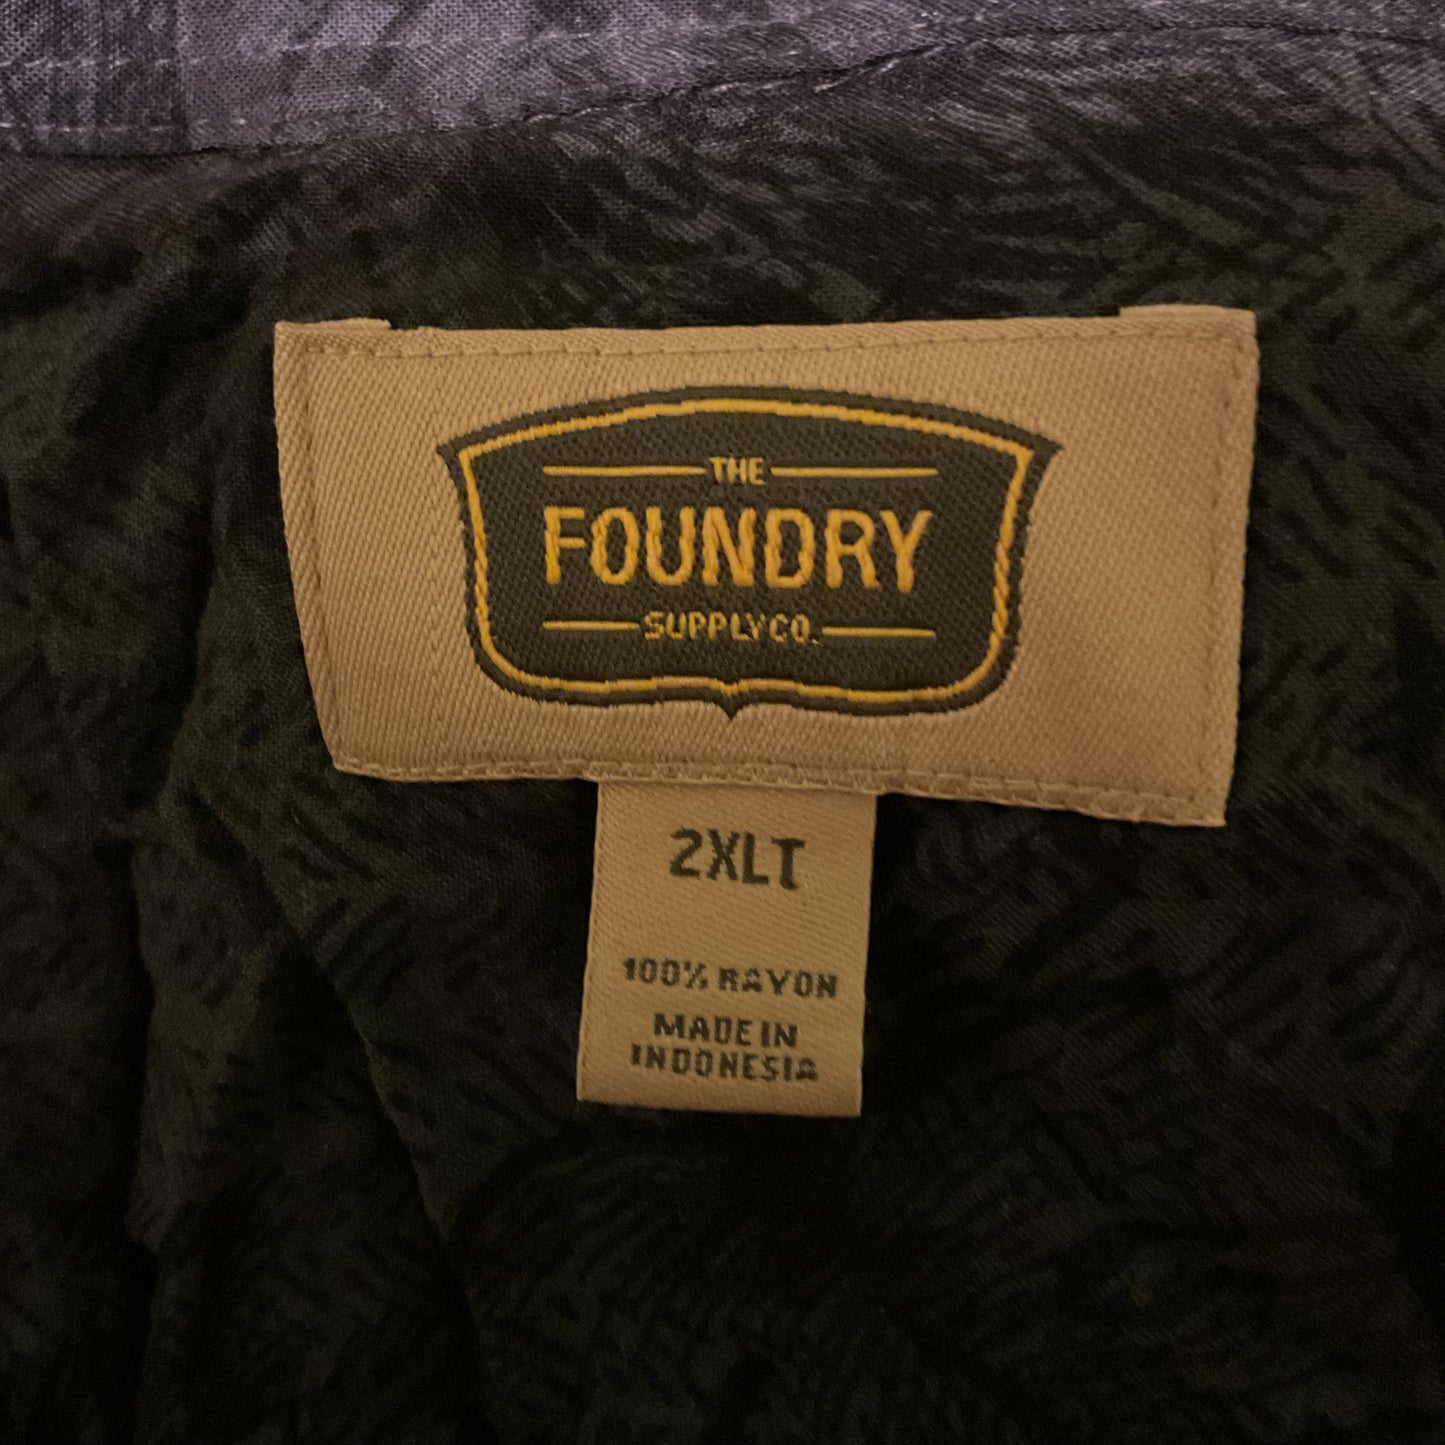 THE
FOUNDRY
SUPPLY CO.
2XLT
100% RAYON
MADE IN
INDONESIA